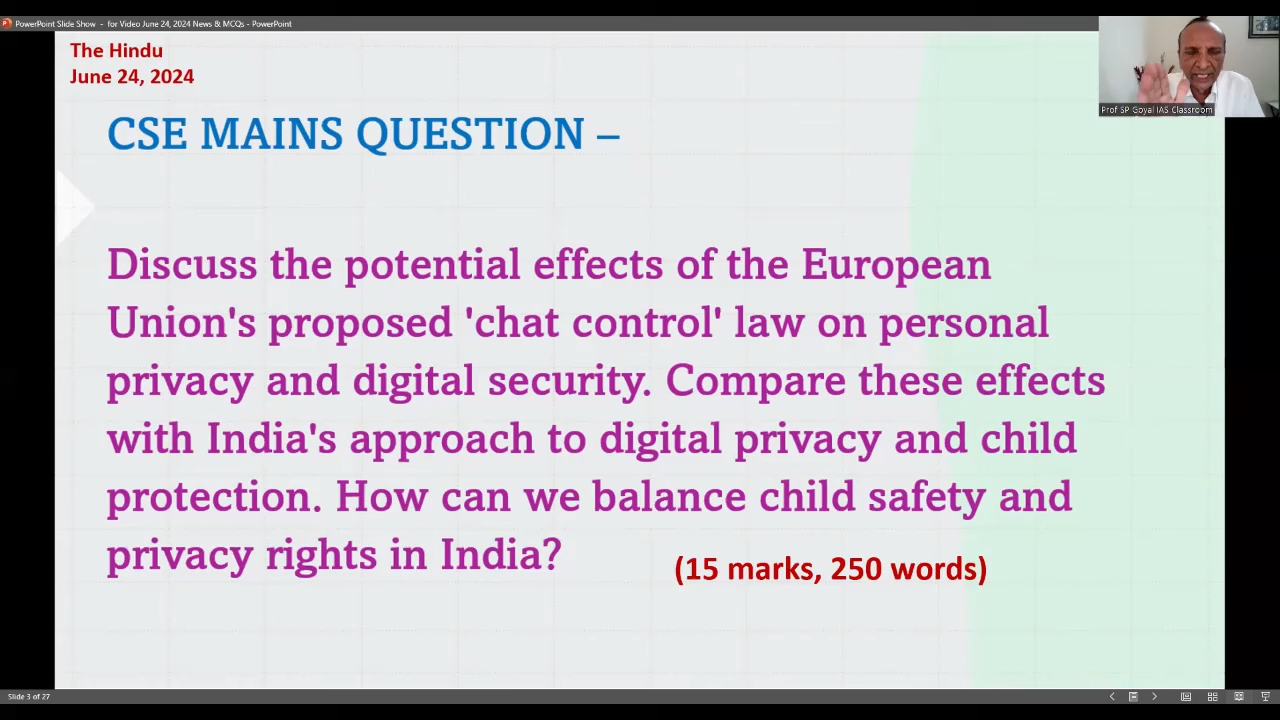 PowerPoint Slide Show - for Video June 24, 2024 News & MCQs - PowerPoint
The Hindu
June 24, 2024
Prof SP Goyal IAS Classroom
CSE MAINS QUESTION –
Discuss the potential effects of the European
Union's proposed 'chat control' law on personal
privacy and digital security. Compare these effects
with India's approach to digital privacy and child
protection. How can we balance child safety and
privacy rights in India?
(15 marks, 250 words)
Slide 3 of 27